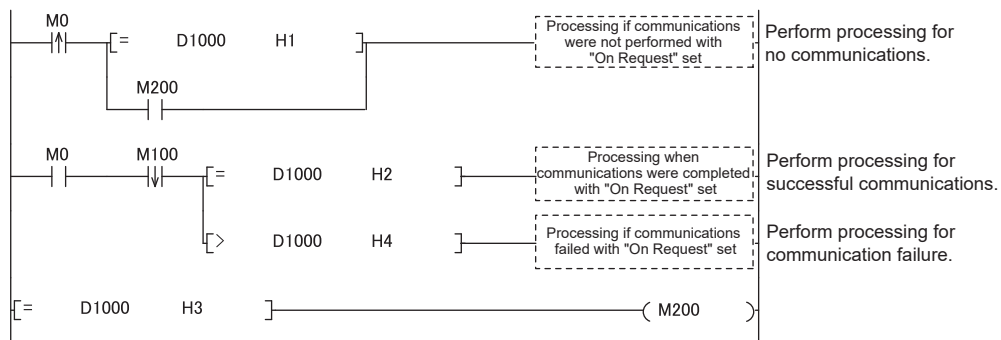 M0
[= D1000 H1 ]
Processing if communications
were not performed with
"On Request" set
Perform processing for
no communications.
M200
M0 M100
[= D1000 H2 ]
Processing when
communications were completed
with "On Request" set
Perform processing for
successful communications.
[> D1000 H4 ]
Processing if communications
failed with "On Request" set
Perform processing for
communication failure.
[= D1000 H3 ]
( M200 )